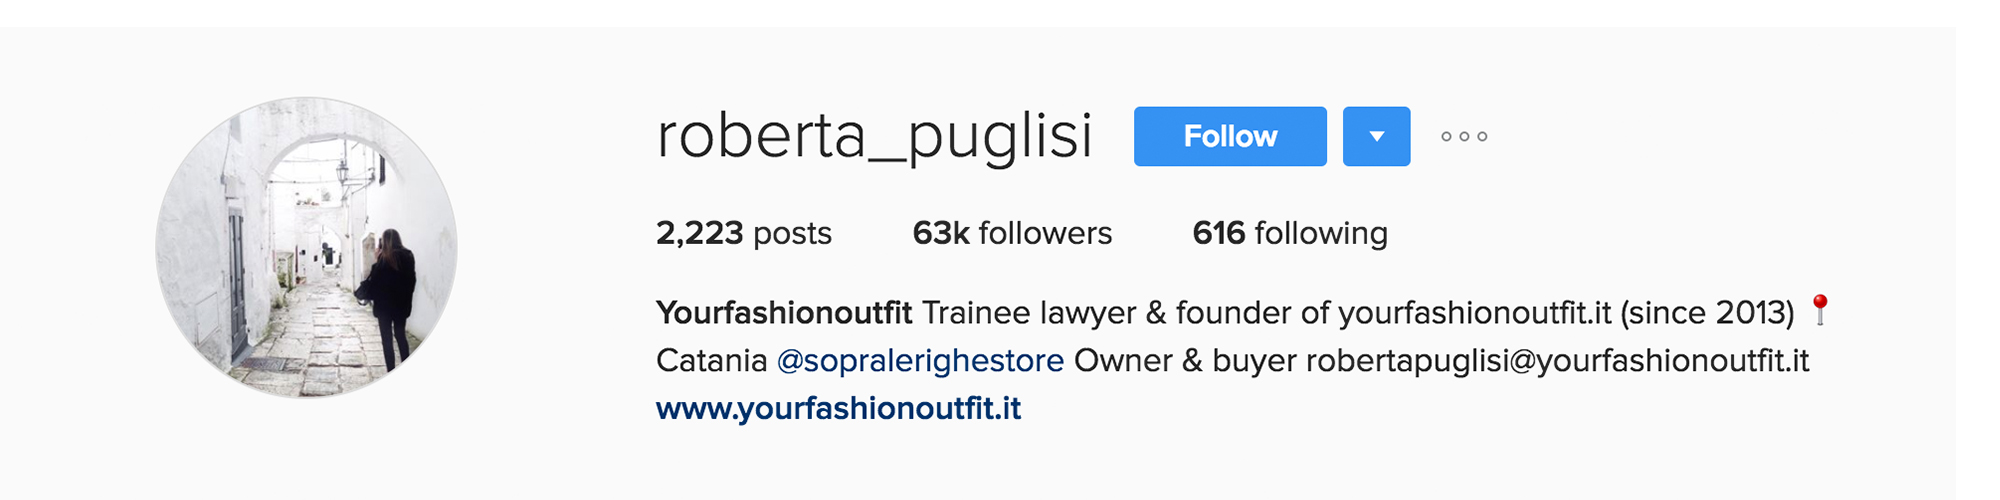 roberta_puglisi Follow
2,223 posts 63k followers 616 following
Yourfashionoutfit Trainee lawyer & founder of yourfashionoutfit.it (since 2013) 📍
Catania @sopralerighestore Owner & buyer robertapuglisi@yourfashionoutfit.it
www.yourfashionoutfit.it